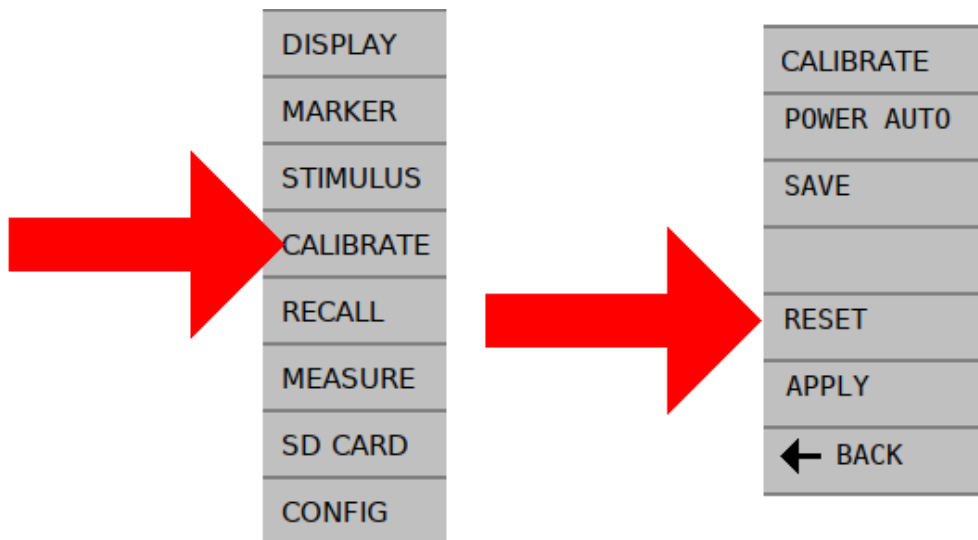 DISPLAY
MARKER
STIMULUS
CALIBRATE
RECALL
MEASURE
SD CARD
CONFIG
CALIBRATE
POWER AUTO
SAVE
RESET
APPLY
BACK